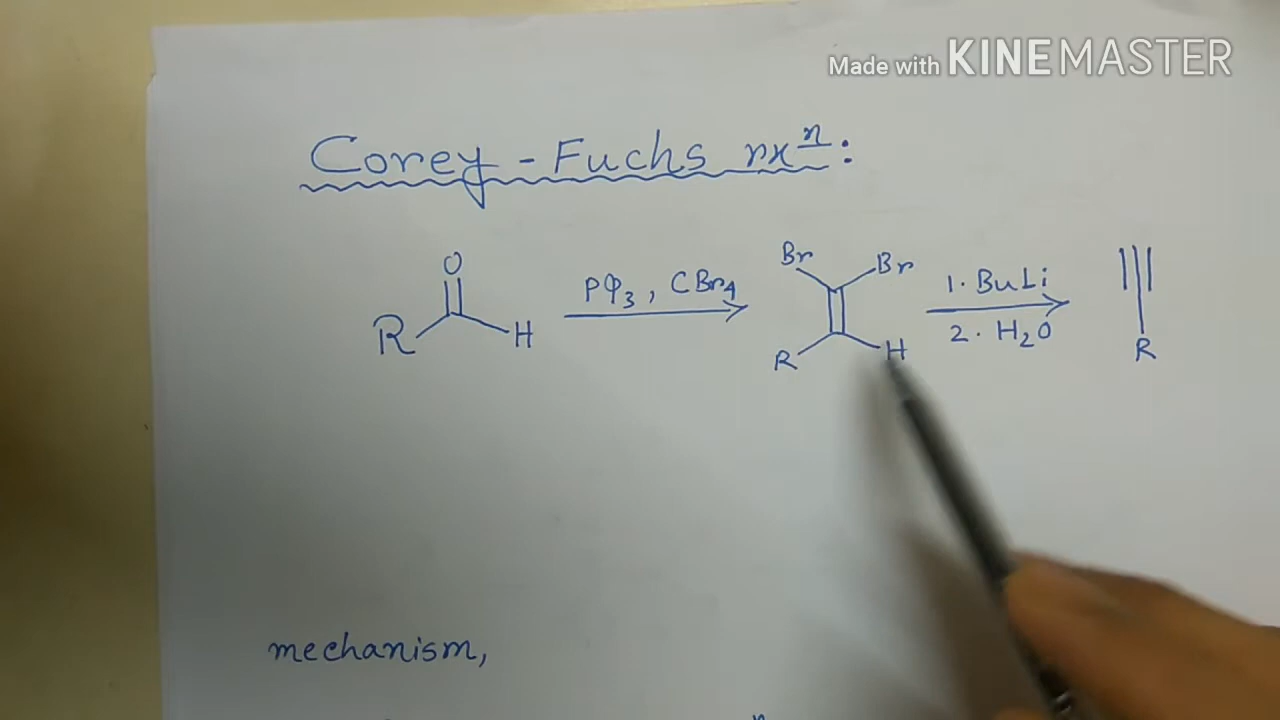 Made with KINEMASTER
Corey-Fuchs rxⁿ:
O
R H
PΦ₃, CBr₄
Br Br
R H
1. BuLi
2. H₂O
R
mechanism,